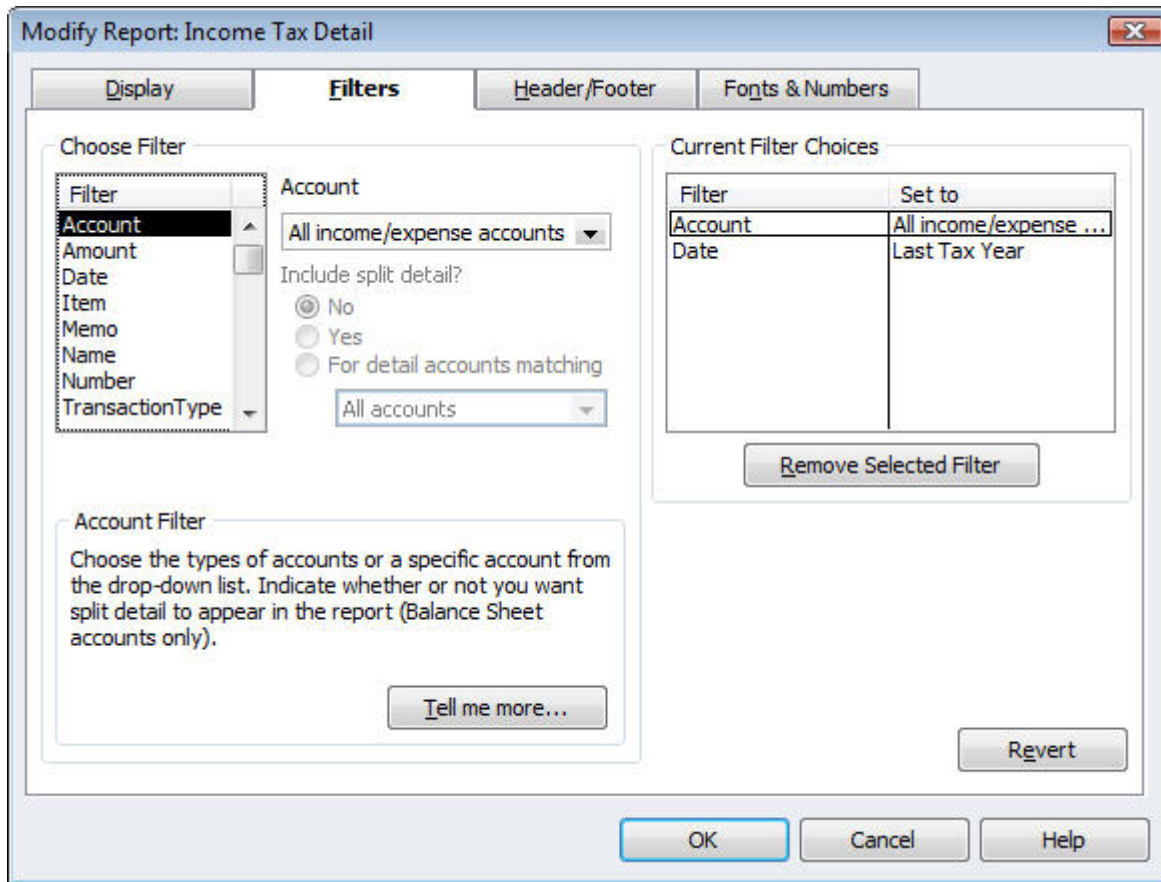 Modify Report: Income Tax Detail
Display
Filters
Header/Footer
Fonts & Numbers
Choose Filter
Filter
Account
Amount
Date
Item
Memo
Name
Number
TransactionType
Account
All income/expense accounts
Include split detail?
No
Yes
For detail accounts matching
All accounts
Account Filter
Choose the types of accounts or a specific account from
the drop-down list. Indicate whether or not you want
split detail to appear in the report (Balance Sheet
accounts only).
Tell me more...
Current Filter Choices
Filter Set to
Account All income/expense ...
Date Last Tax Year
Remove Selected Filter
Revert
OK
Cancel
Help